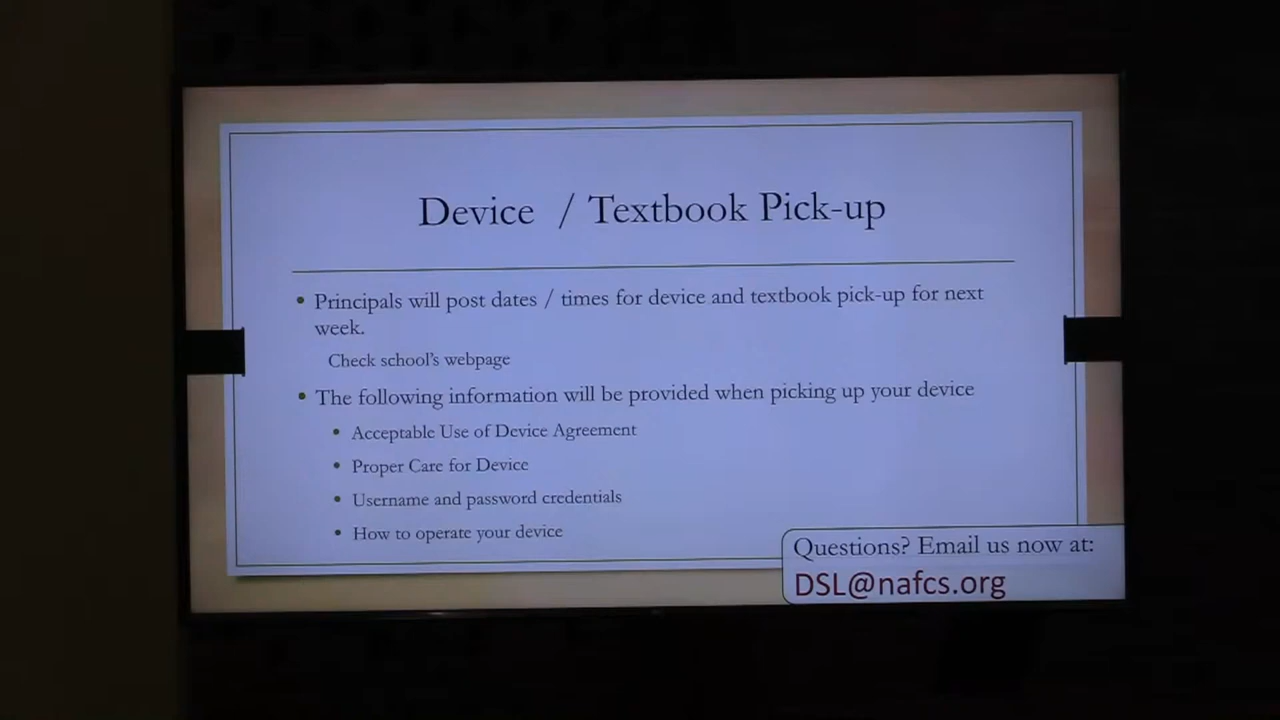 Device / Textbook Pick-up
• Principals will post dates / times for device and textbook pick-up for next
week.
Check school's webpage
• The following information will be provided when picking up your device
• Acceptable Use of Device Agreement
• Proper Care for Device
• Username and password credentials
• How to operate your device
Questions? Email us now at:
DSL@nafcs.org